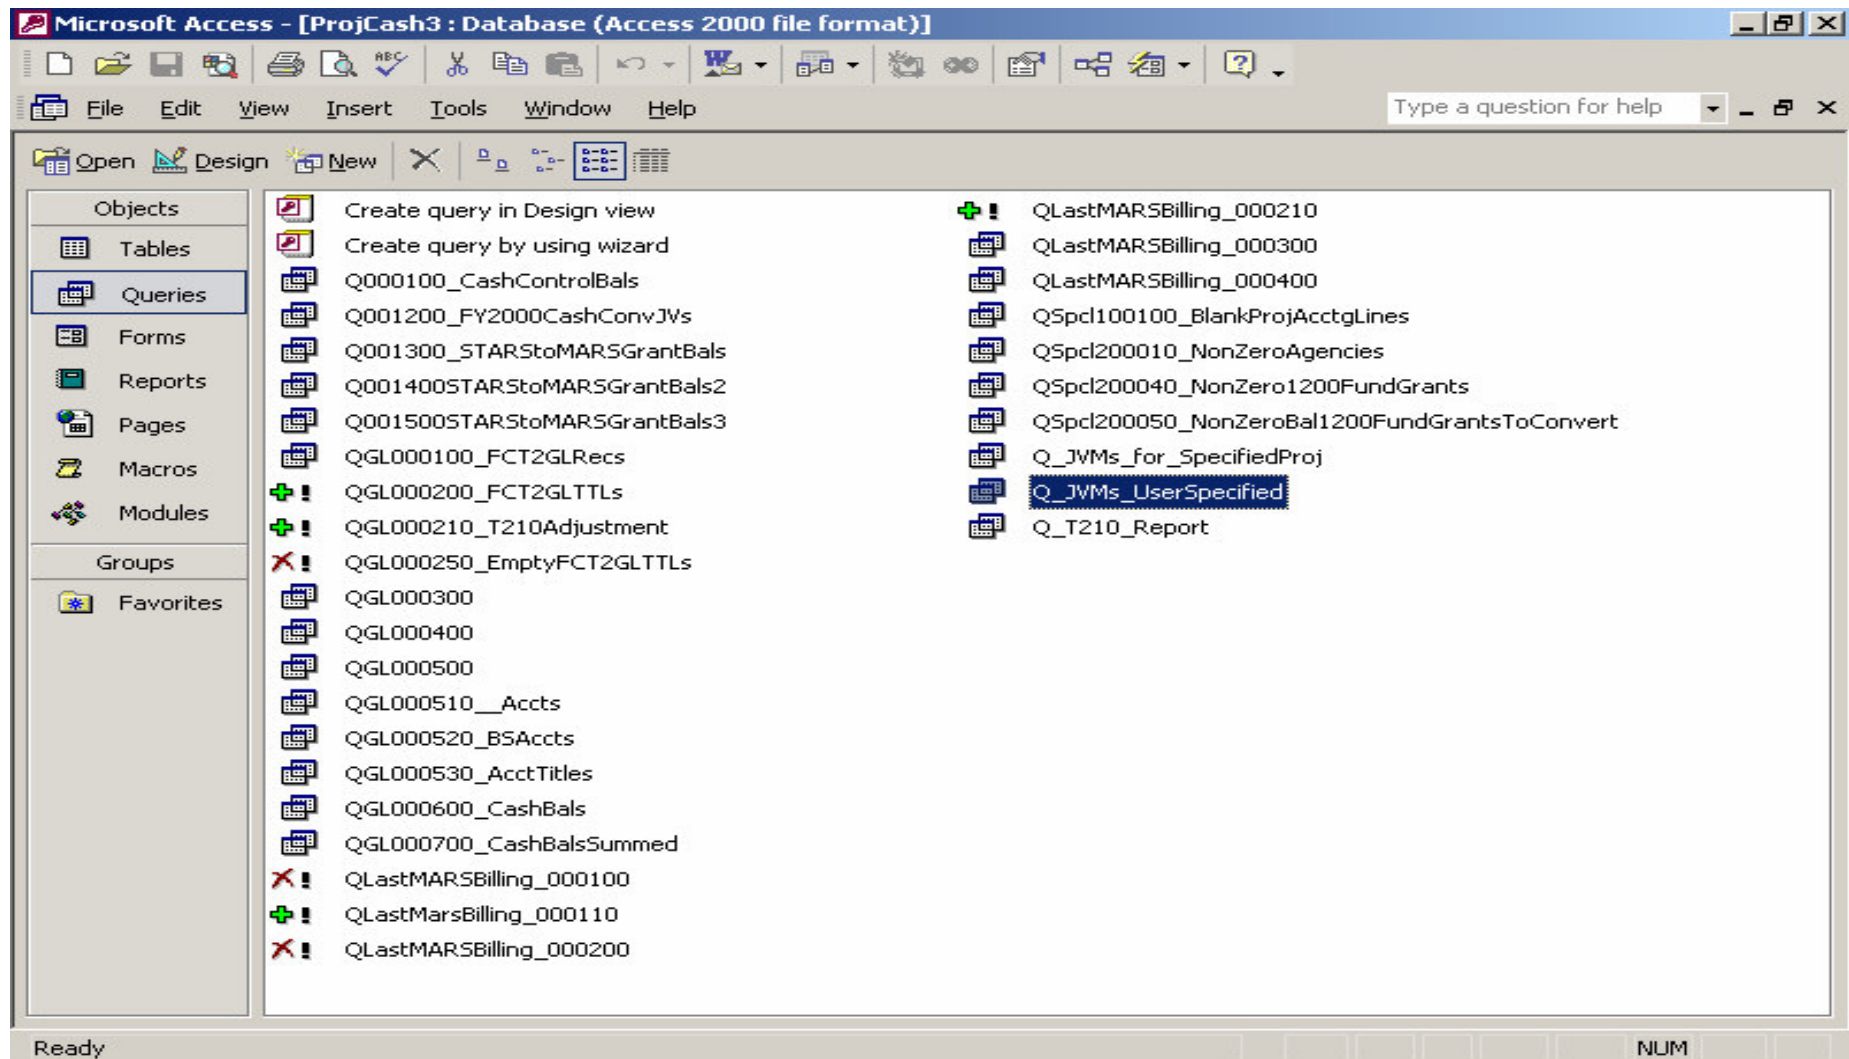 Microsoft Access - [ProjCash3 : Database (Access 2000 file format)]
ABC
W
File Edit View Insert Tools Window Help
Type a question for help
Open Design New
Objects
Tables
Queries
Forms
Reports
Pages
Macros
Modules
Groups
Favorites
Create query in Design view
Create query by using wizard
Q000100_CashControlBals
Q001200_FY2000CashConvJVs
Q001300_STARStoMARSGrantBals
Q001400STARStoMARSGrantBals2
Q001500STARStoMARSGrantBals3
QGL000100_FCT2GLRecs
QGL000200_FCT2GLTTLs
QGL000210_T210Adjustment
QGL000250_EmptyFCT2GLTTLs
QGL000300
QGL000400
QGL000500
QGL000510__Accts
QGL000520_BSAccts
QGL000530_AcctTitles
QGL000600_CashBals
QGL000700_CashBalsSummed
QLastMARSBilling_000100
QLastMarsBilling_000110
QLastMARSBilling_000200
QLastMARSBilling_000210
QLastMARSBilling_000300
QLastMARSBilling_000400
QSpcl100100_BlankProjAcctgLines
QSpcl200010_NonZeroAgencies
QSpcl200040_NonZero1200FundGrants
QSpcl200050_NonZeroBal1200FundGrantsToConvert
Q_JVMs_for_SpecifiedProj
Q_JVMs_UserSpecified
Q_T210_Report
Ready
NUM